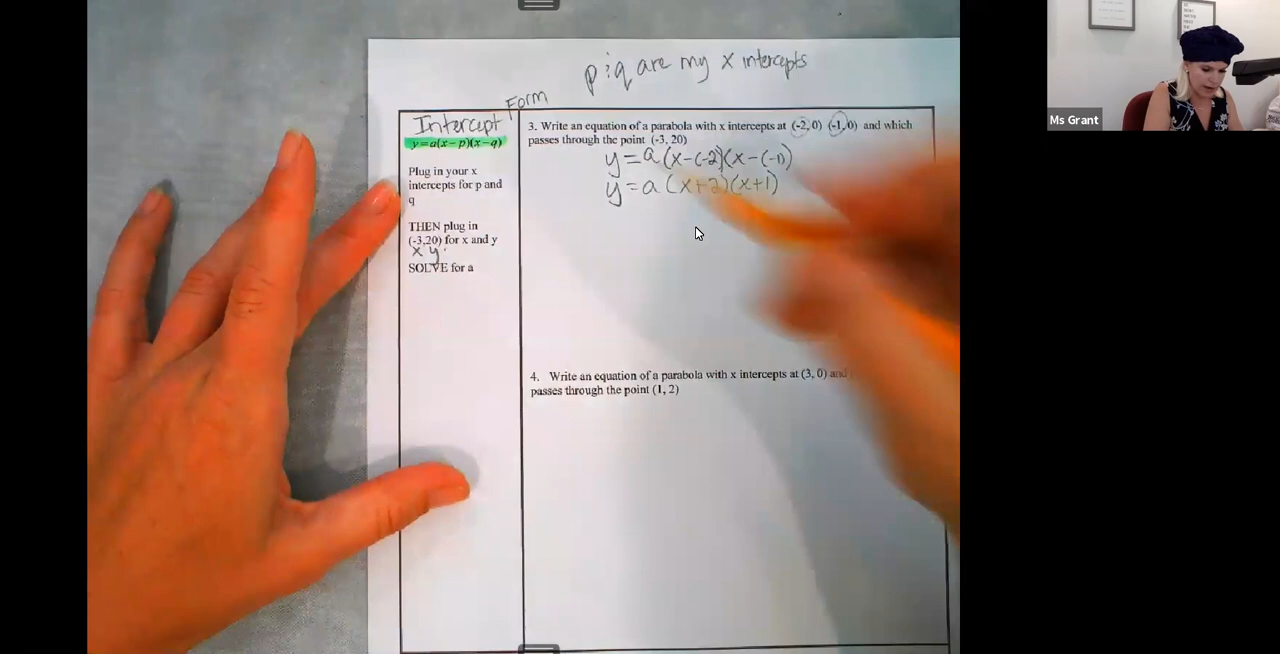 p & q are my x intercepts
Intercept Form
y=a(x-p)(x-q)
Plug in your x
intercepts for p and
q
THEN plug in
(-3,20) for x and y
x y
SOLVE for a
3. Write an equation of a parabola with x intercepts at (-2,0) (-1,0) and which
passes through the point (-3, 20)
y=a(x-(-2)(x-(-1)
y=a(x+2)(x+1)
4. Write an equation of a parabola with x intercepts at (3, 0) and
passes through the point (1, 2)
Ms Grant